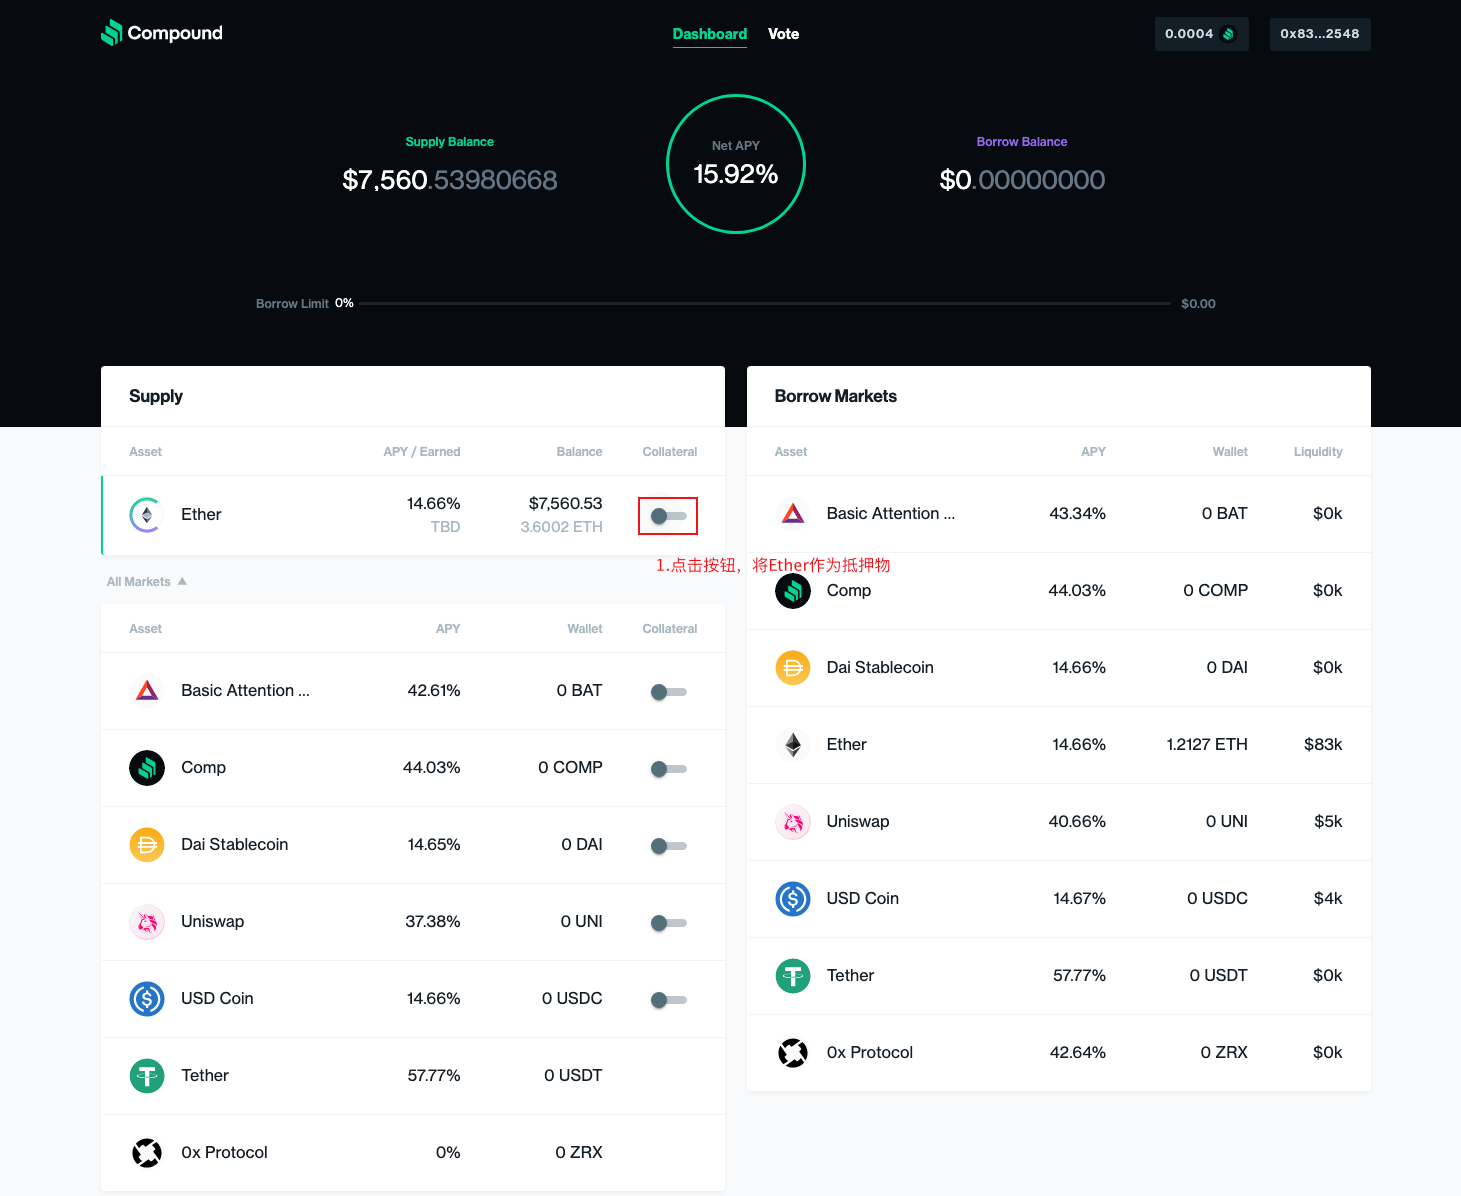 Compound
Dashboard Vote
0.0004
0x83...2548
Supply Balance
$7,560.53980668
Net APY
15.92%
Borrow Balance
$0.00000000
Borrow Limit 0% $0.00
Supply
Asset APY / Earned Balance Collateral
Ether 14.66% $7,560.53
TBD 3.6002 ETH
1.点击按钮，将Ether作为抵押物
All Markets ▲
Asset APY Wallet Collateral
Basic Attention ... 42.61% 0 BAT
Comp 44.03% 0 COMP
Dai Stablecoin 14.65% 0 DAI
Uniswap 37.38% 0 UNI
USD Coin 14.66% 0 USDC
Tether 57.77% 0 USDT
0x Protocol 0% 0 ZRX
Borrow Markets
Asset APY Wallet Liquidity
Basic Attention ... 43.34% 0 BAT $0k
Comp 44.03% 0 COMP $0k
Dai Stablecoin 14.66% 0 DAI $0k
Ether 14.66% 1.2127 ETH $83k
Uniswap 40.66% 0 UNI $5k
USD Coin 14.67% 0 USDC $4k
Tether 57.77% 0 USDT $0k
0x Protocol 42.64% 0 ZRX $0k